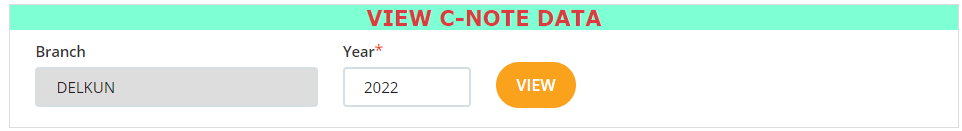 VIEW C-NOTE DATA
Branch
Year*
DELKUN
2022
VIEW